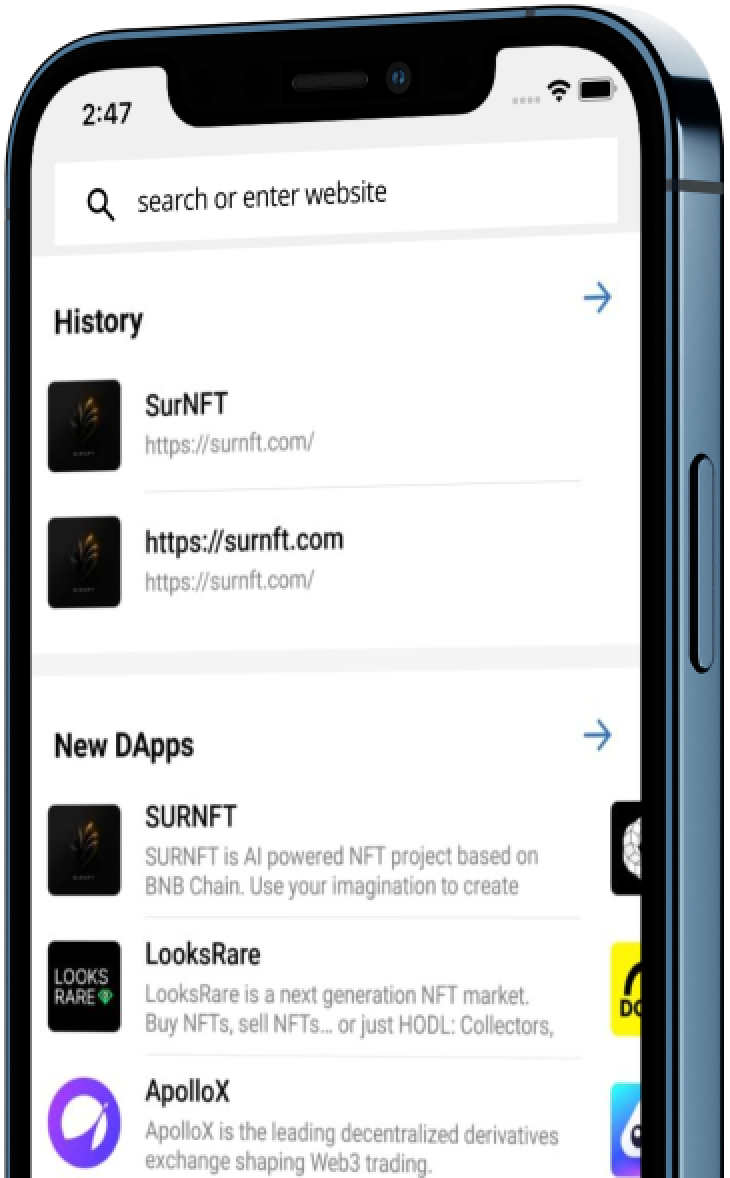 2:47
search or enter website
History
SurNFT
https://surnft.com/
https://surnft.com
https://surnft.com/
New DApps
SURNFT
SURNFT is AI powered NFT project based on
BNB Chain. Use your imagination to create
LOOKS
RARE
LooksRare
LooksRare is a next generation NFT market.
Buy NFTs, sell NFTs... or just HODL: Collectors,
DO
ApolloX
ApolloX is the leading decentralized derivatives
exchange shaping Web3 trading.